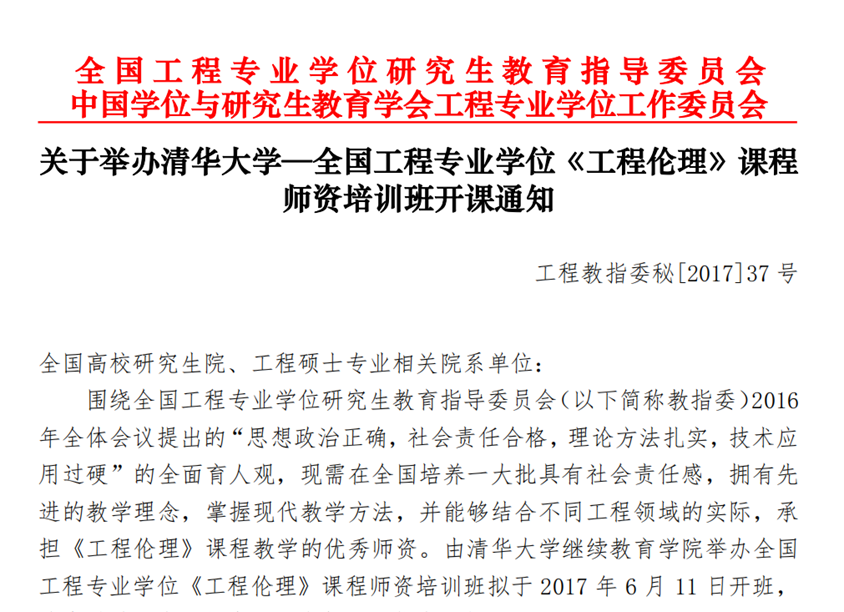 全国工程专业学位研究生教育指导委员会
中国学位与研究生教育学会工程专业学位工作委员会
关于举办清华大学—全国工程专业学位《工程伦理》课程
师资培训班开课通知
工程教指委秘[2017]37 号
全国高校研究生院、工程硕士专业相关院系单位：
围绕全国工程专业学位研究生教育指导委员会（以下简称教指委）2016
年全体会议提出的“思想政治正确，社会责任合格，理论方法扎实，技术应
用过硬”的全面育人观，现需在全国培养一大批具有社会责任感，拥有先
进的教学理念，掌握现代教学方法，并能够结合不同工程领域的实际，承
担《工程伦理》课程教学的优秀师资。由清华大学继续教育学院举办全国
工程专业学位《工程伦理》课程师资培训班拟于 2017 年 6 月 11 日开班，